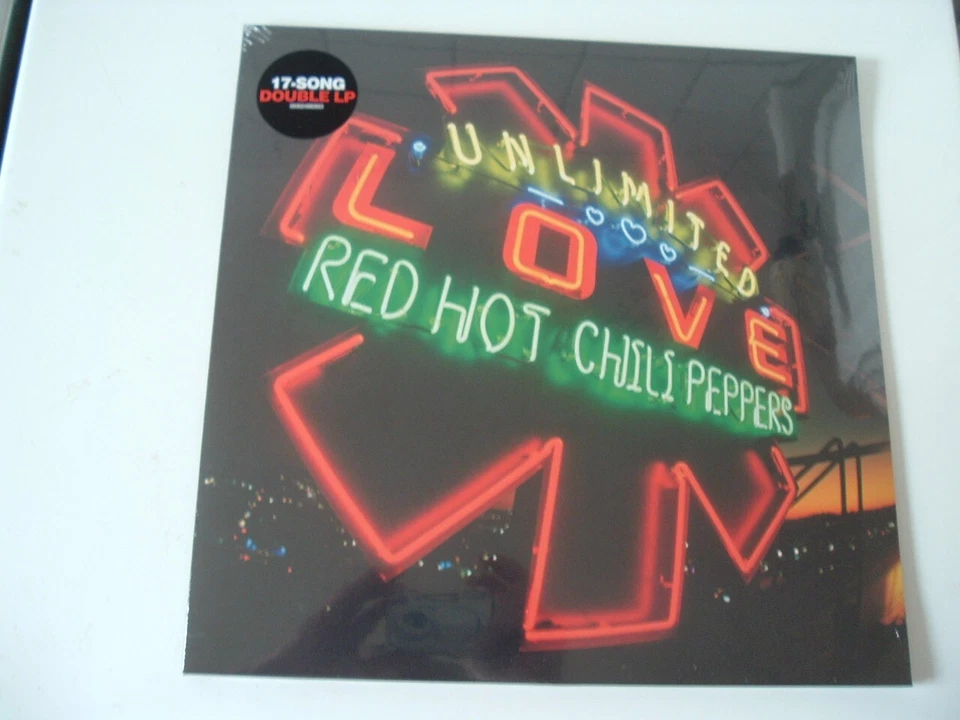 17-SONG
DOUBLE LP
UNLIMITED
LOVE
RED HOT CHILI PEPPERS